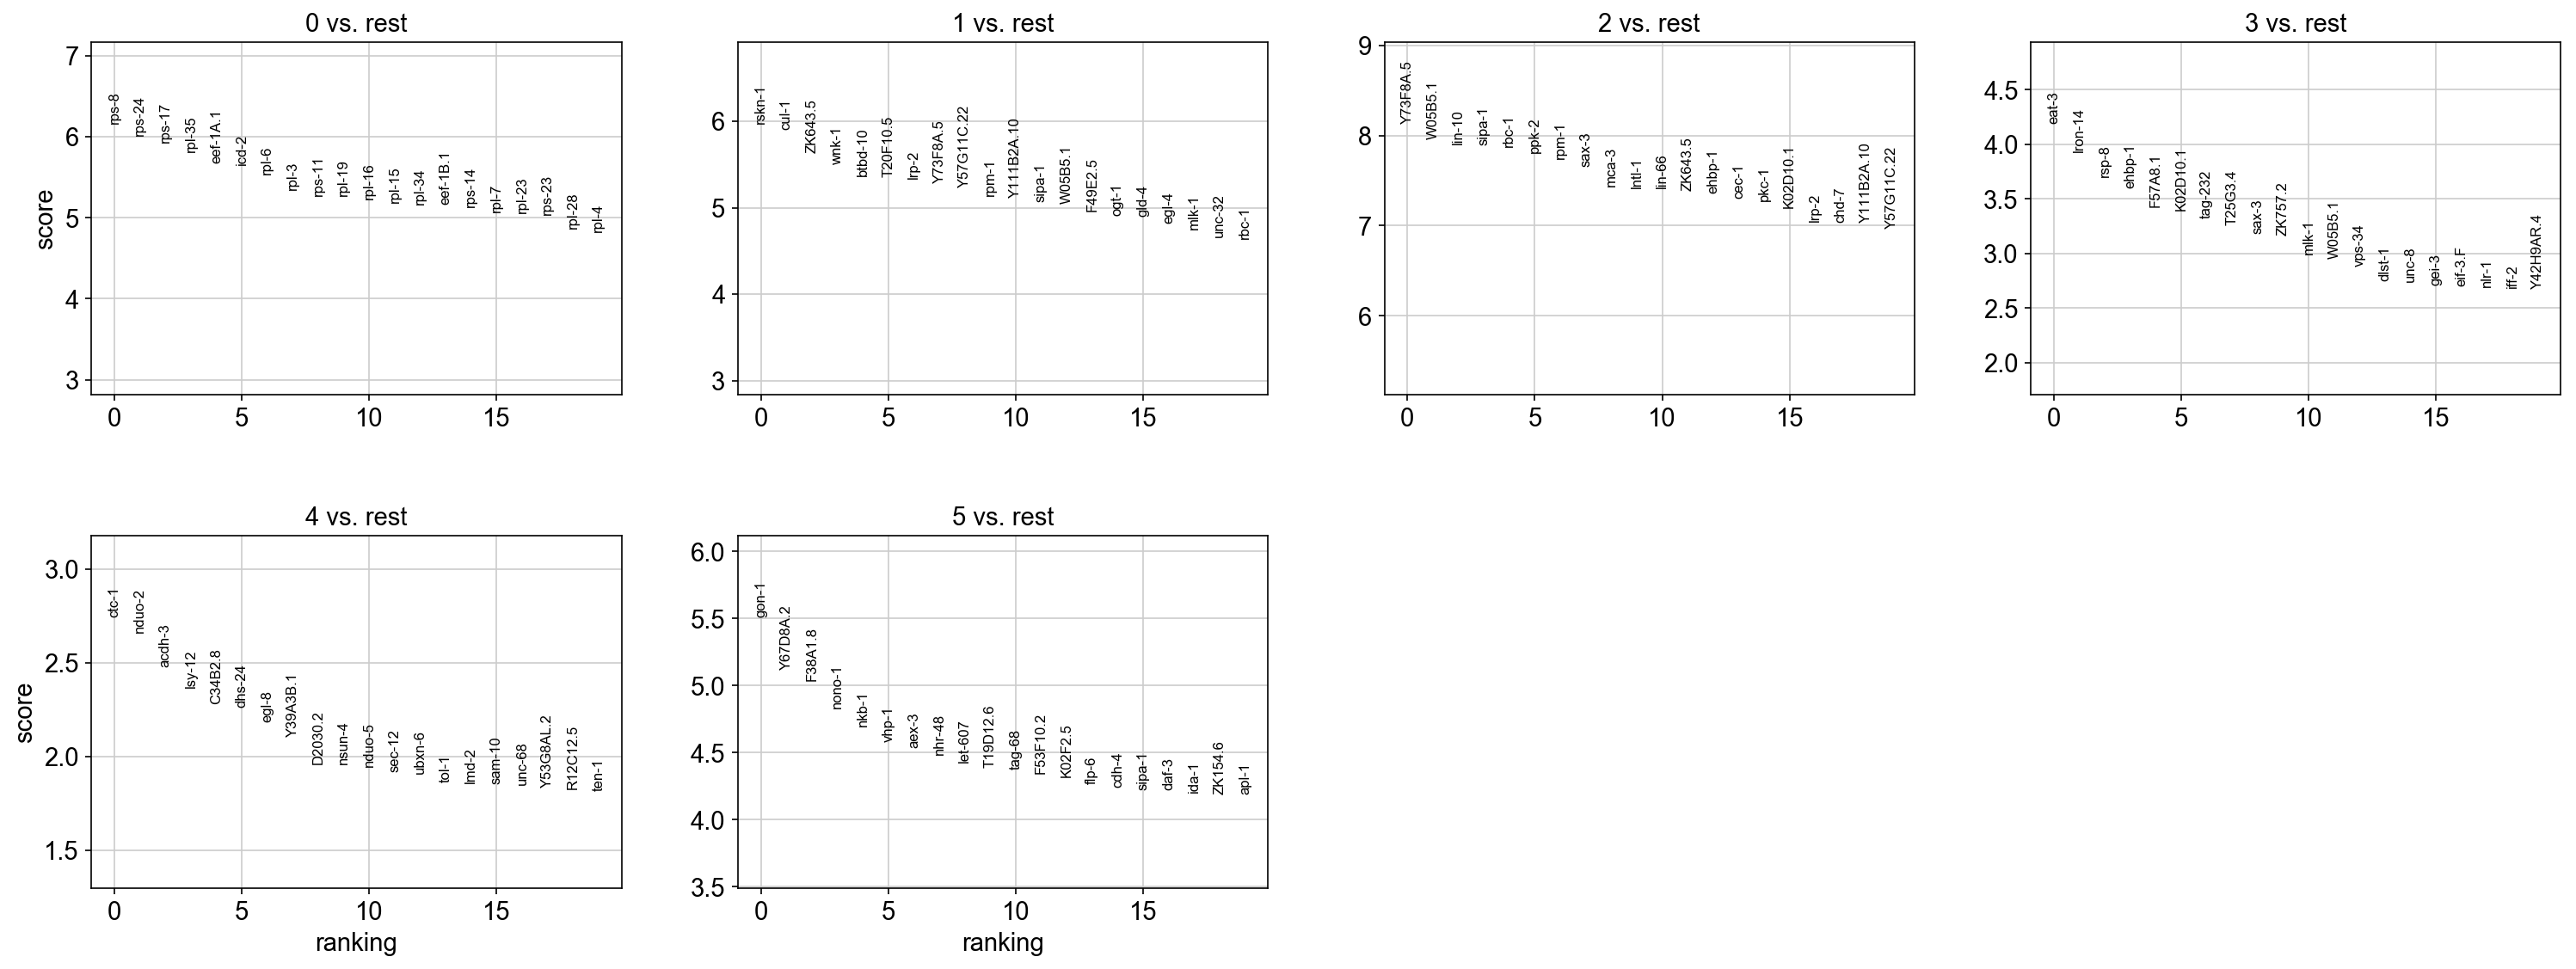 0 vs. rest
score
7
6
5
4
3
rps-8
rps-24
rps-17
rpl-35
eef-1A.1
icd-2
rpl-6
rpl-3
rps-11
rpl-19
rpl-16
rpl-15
rpl-34
eef-1B.1
rps-14
rpl-7
rpl-23
rps-23
rpl-28
rpl-4
0 5 10 15
1 vs. rest
6
5
4
3
rskn-1
cul-1
ZK643.5
wnk-1
btbd-10
T20F10.5
lrp-2
Y73F8A.5
Y57G11C.22
rpm-1
Y111B2A.10
sipa-1
W05B5.1
F49E2.5
ogt-1
gld-4
egl-4
mlk-1
unc-32
rbc-1
0 5 10 15
2 vs. rest
9
8
7
6
Y73F8A.5
W05B5.1
lin-10
sipa-1
rbc-1
ppk-2
rpm-1
sax-3
mca-3
lntl-1
lin-66
ZK643.5
ehbp-1
cec-1
pkc-1
K02D10.1
lrp-2
chd-7
Y111B2A.10
Y57G11C.22
0 5 10 15
3 vs. rest
4.5
4.0
3.5
3.0
2.5
2.0
eat-3
lron-14
rsp-8
ehbp-1
F57A8.1
K02D10.1
tag-232
T25G3.4
sax-3
ZK757.2
mlk-1
W05B5.1
vps-34
dlst-1
unc-8
gei-3
eif-3.F
nlr-1
iff-2
Y42H9AR.4
0 5 10 15
4 vs. rest
score
3.0
2.5
2.0
1.5
ctc-1
nduo-2
acdh-3
lsy-12
C34B2.8
dhs-24
egl-8
Y39A3B.1
D2030.2
nsun-4
nduo-5
sec-12
ubxn-6
tol-1
lmd-2
sam-10
unc-68
Y53G8AL.2
R12C12.5
ten-1
0 5 10 15
ranking
5 vs. rest
6.0
5.5
5.0
4.5
4.0
3.5
gon-1
Y67D8A.2
F38A1.8
nono-1
nkb-1
vhp-1
aex-3
nhr-48
let-607
T19D12.6
tag-68
F53F10.2
K02F2.5
flp-6
cdh-4
sipa-1
daf-3
ida-1
ZK154.6
apl-1
0 5 10 15
ranking